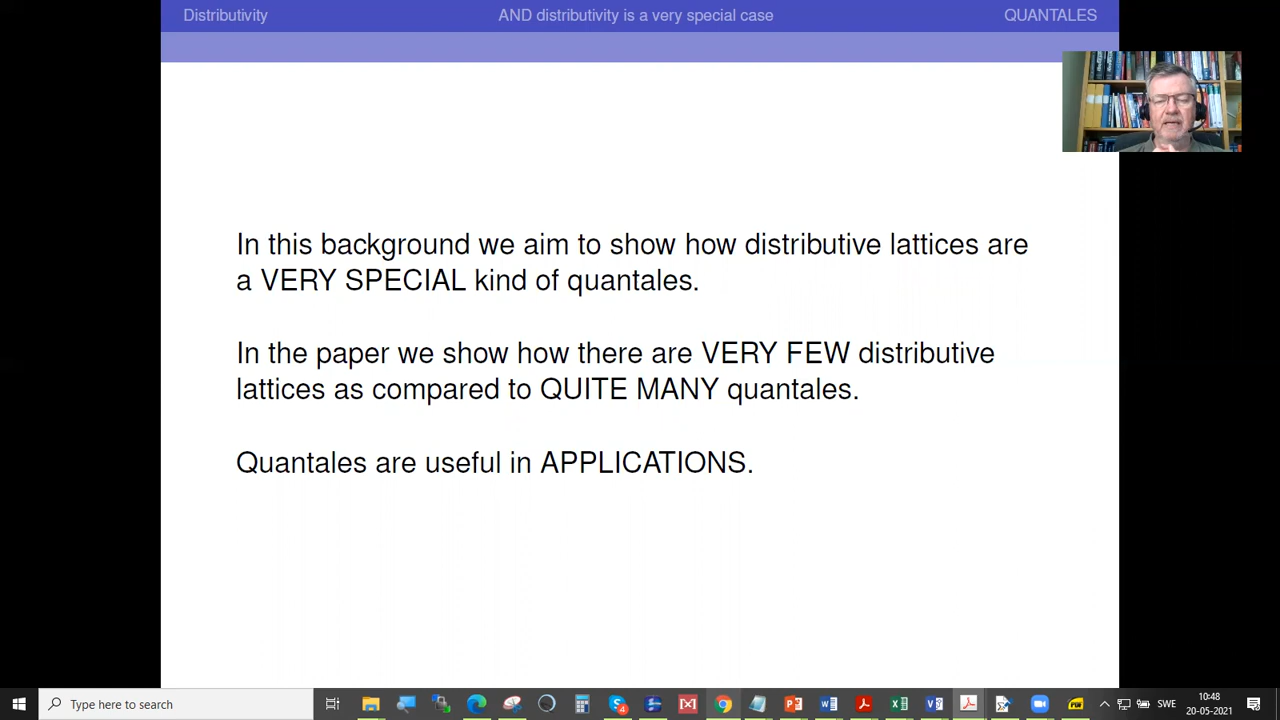 Distributivity
AND distributivity is a very special case
QUANTALES
In this background we aim to show how distributive lattices are
a VERY SPECIAL kind of quantales.
In the paper we show how there are VERY FEW distributive
lattices as compared to QUITE MANY quantales.
Quantales are useful in APPLICATIONS.
Type here to search
SWE
10:48
20-05-2021